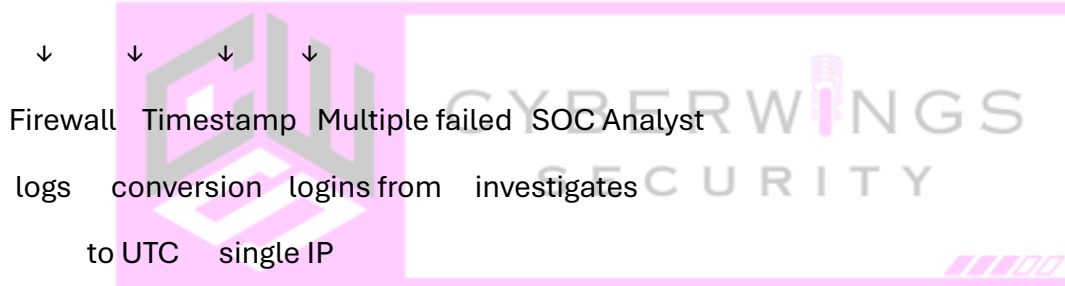 ↓ ↓ ↓ ↓
Firewall Timestamp Multiple failed SOC Analyst
logs conversion logins from investigates
to UTC single IP
CYBERWINGS
SECURITY